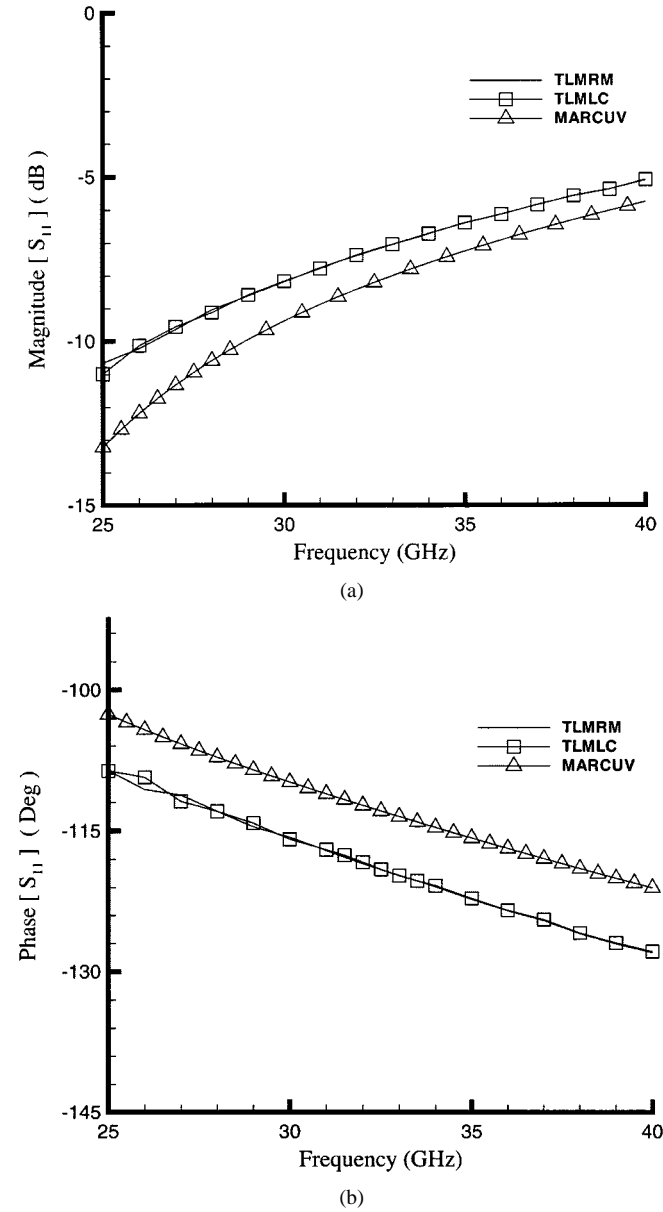 0
-5
-10
-15
Magnitude [ S11 ] ( dB )
TLMRM
TLMLC
MARCUV
25 30 35 40
Frequency (GHz)
(a)
-100
-115
-130
-145
Phase [ S11 ] ( Deg )
TLMRM
TLMLC
MARCUV
25 30 35 40
Frequency (GHz)
(b)